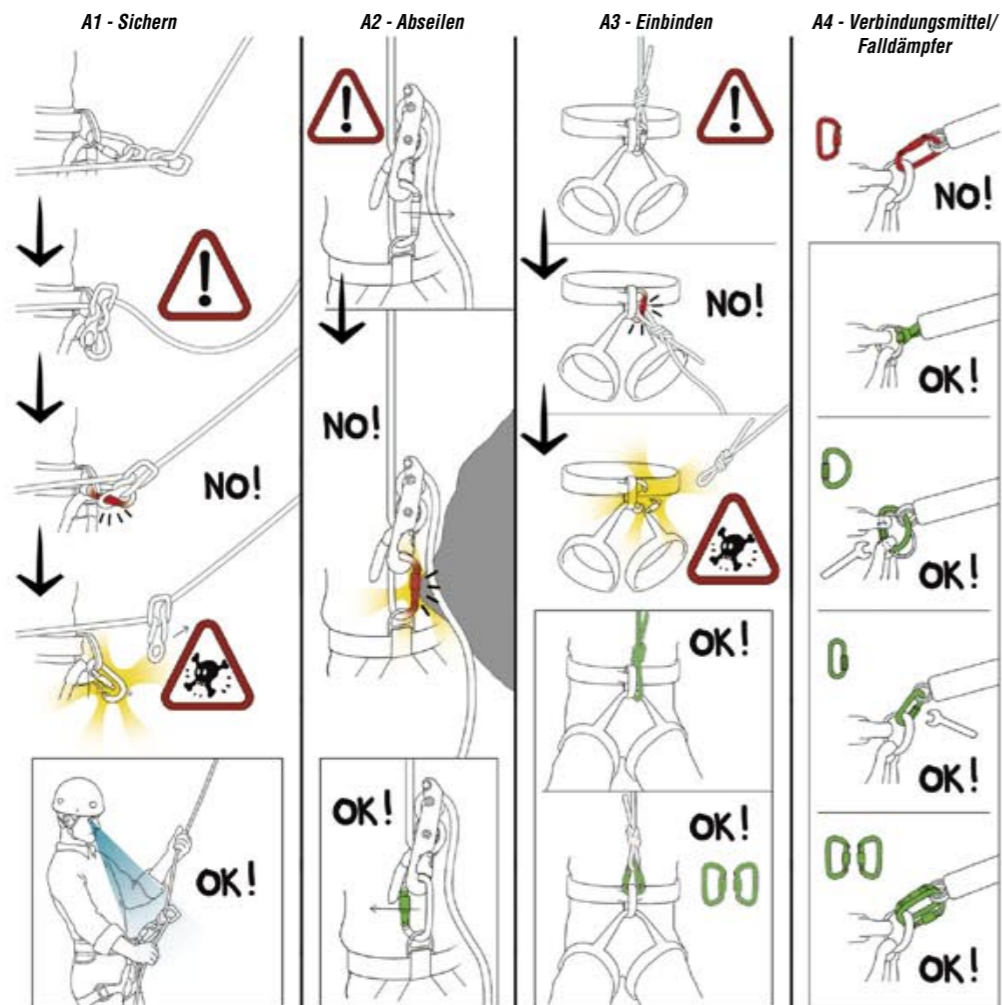 A1 - Sichern
A2 - Abseilen
A3 - Einbinden
A4 - Verbindungsmittel/
Falldämpfer
!
NO!
OK!
!
NO!
OK!
!
NO!
OK!
OK!
NO!
OK!
OK!
OK!
OK!